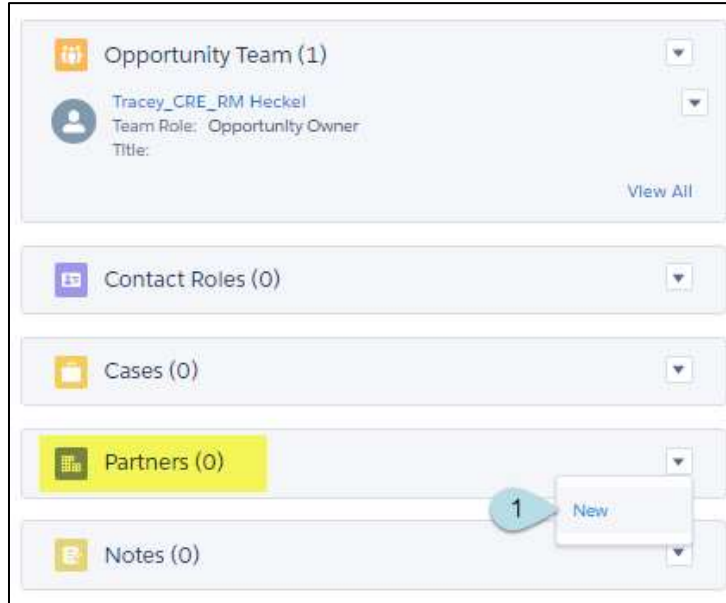 Opportunity Team (1)
Tracey_CRE_RM Heckel
Team Role: Opportunity Owner
Title:
View All
Contact Roles (0)
Cases (0)
Partners (0)
1 New
Notes (0)